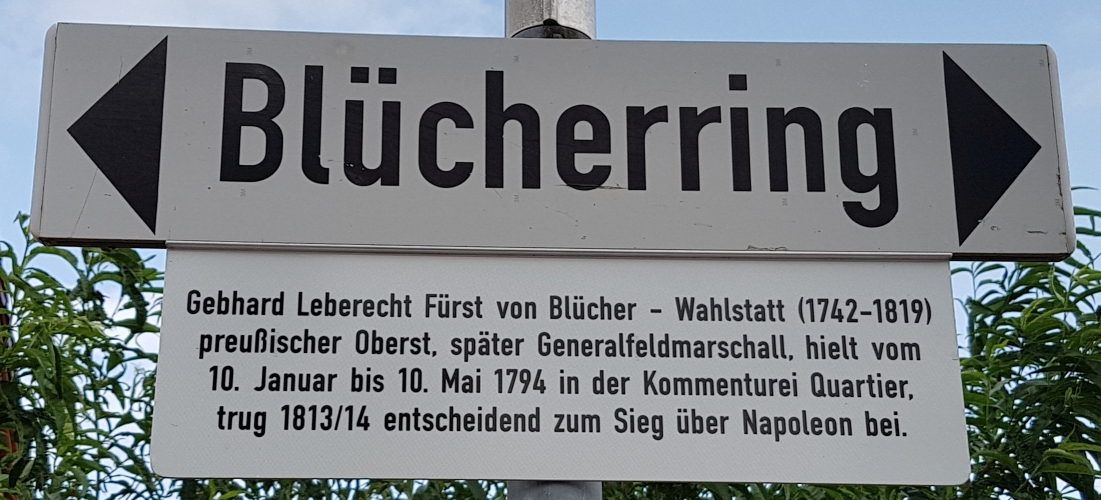 Blücherring
Gebhard Leberecht Fürst von Blücher - Wahlstatt (1742-1819)
preußischer Oberst, später Generalfeldmarschall, hielt vom
10. Januar bis 10. Mai 1794 in der Kommenturei Quartier,
trug 1813/14 entscheidend zum Sieg über Napoleon bei.